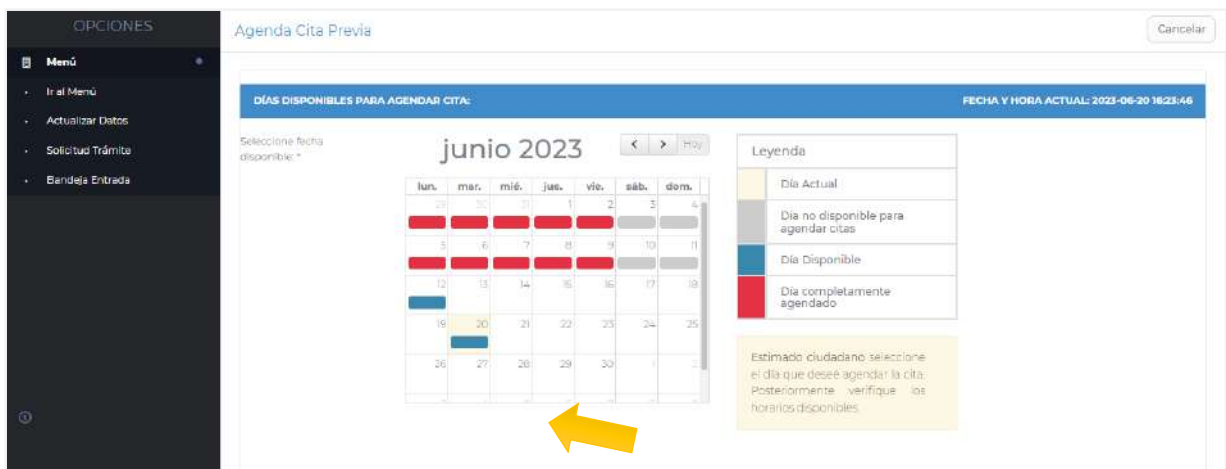 OPCIONES
Menú
Ir al Menú
Actualizar Datos
Solicitud Trámite
Bandeja Entrada
Agenda Cita Previa
Cancelar
DÍAS DISPONIBLES PARA AGENDAR CITA:
FECHA Y HORA ACTUAL: 2023-06-20 16:23:46
Seleccione fecha
disponible: *
junio 2023
< > Hoy
lun. mar. mié. jue. vie. sáb. dom.
29 30 31 1 2 3 4
5 6 7 8 9 10 11
12 13 14 15 16 17 18
19 20 21 22 23 24 25
26 27 28 29 30 1 2
Leyenda
Día Actual
Dia no disponible para
agendar citas
Día Disponible
Día completamente
agendado
Estimado ciudadano seleccione
el día que deseé agendar la cita.
Posteriormente verifique los
horarios disponibles.